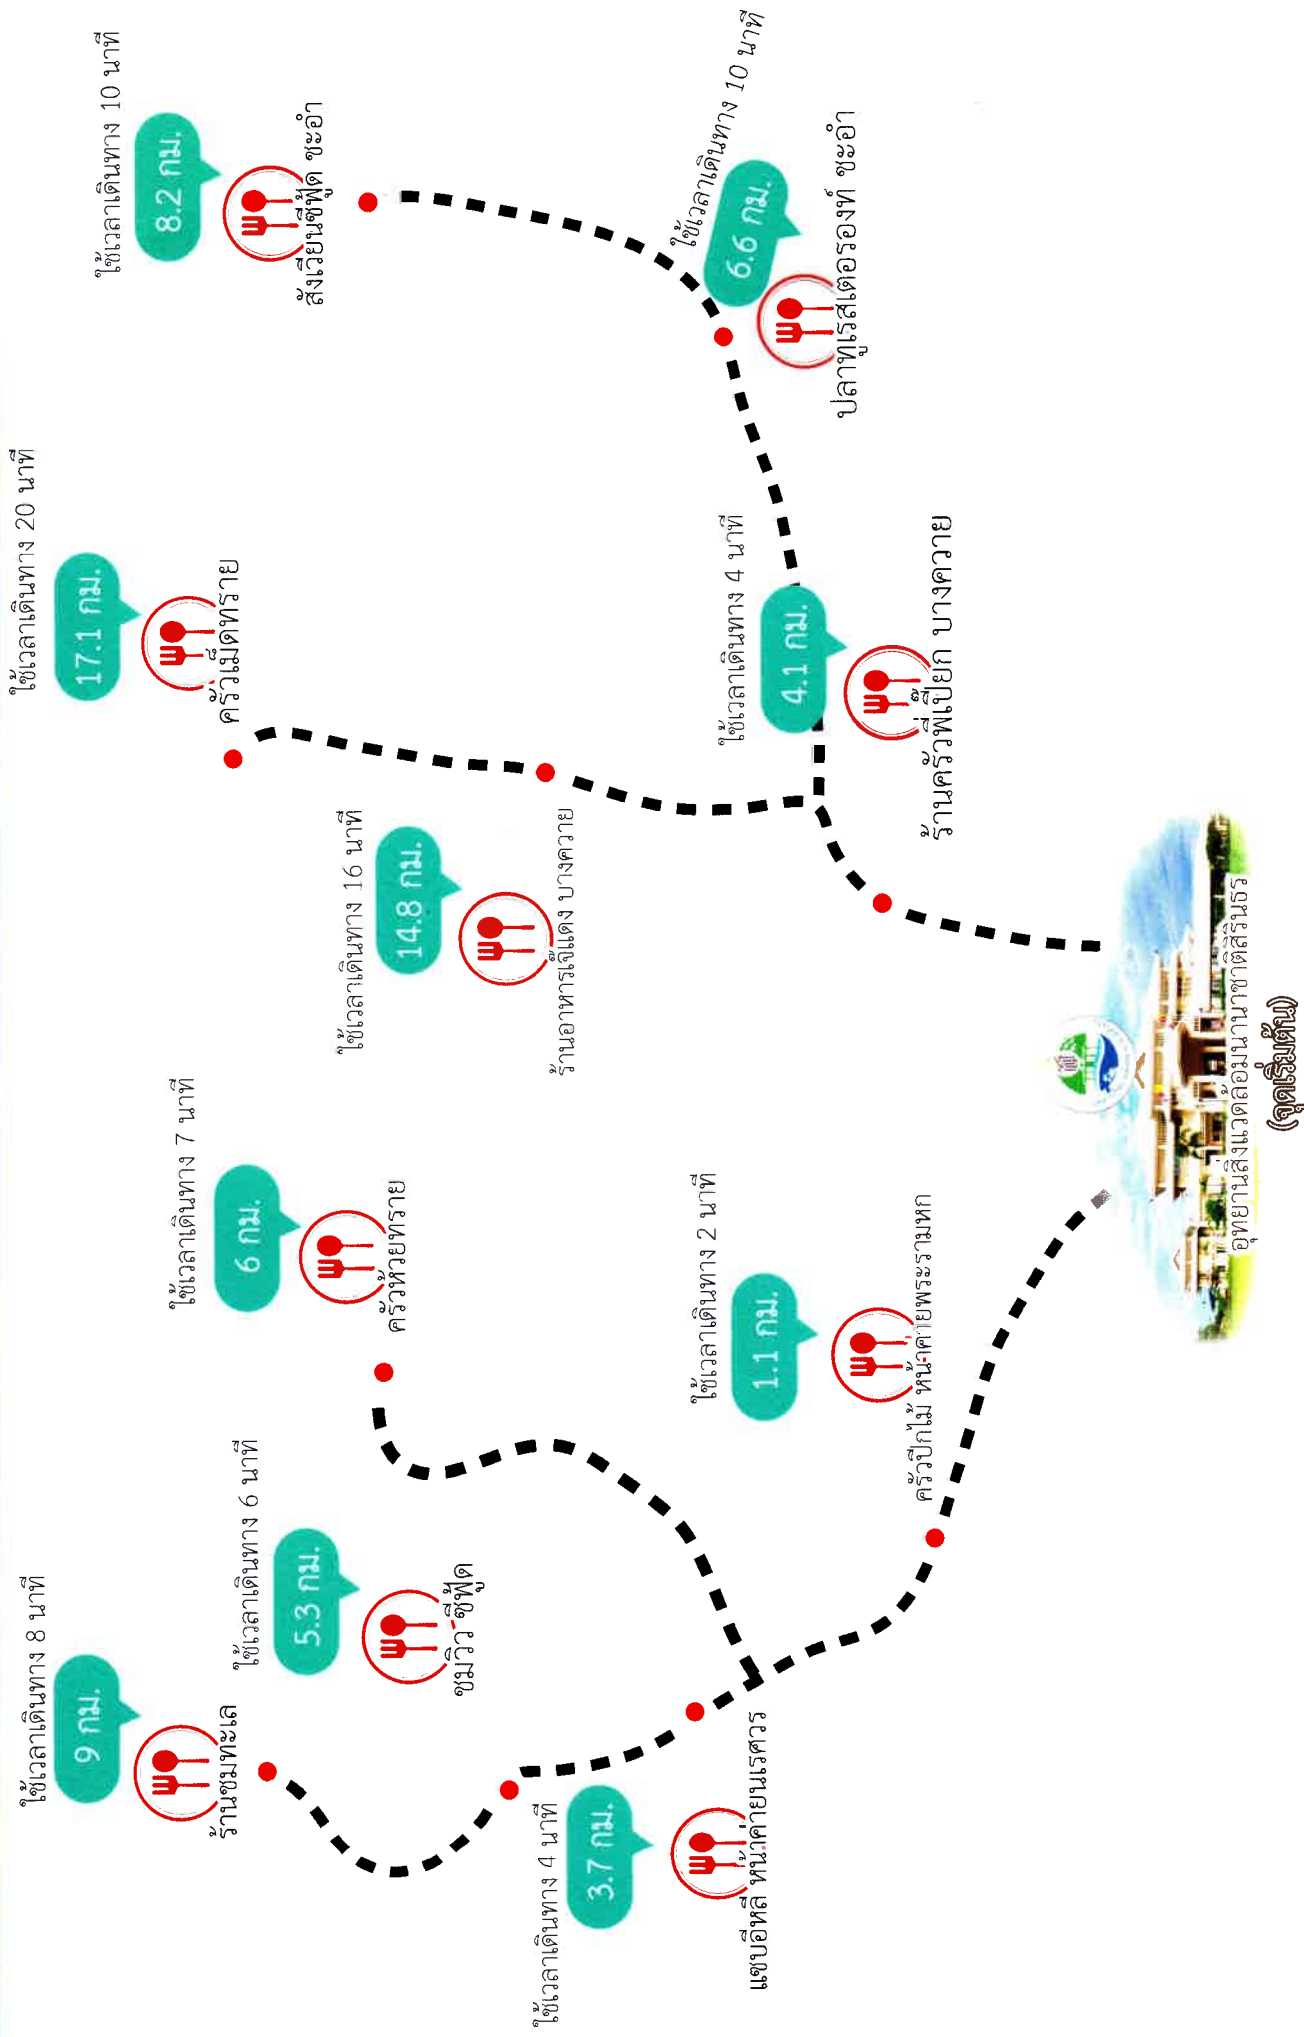 ใช้เวลาเดินทาง 8 นาที
9 กม.
ร้านชมทะเล
ใช้เวลาเดินทาง 6 นาที
5.3 กม.
ชมวิว ซีฟู้ด
ใช้เวลาเดินทาง 7 นาที
6 กม.
ครัวห้วยทราย
ใช้เวลาเดินทาง 16 นาที
14.8 กม.
ร้านอาหารเจ๊แดง บางควาย
ใช้เวลาเดินทาง 20 นาที
17.1 กม.
ครัวเม็ดทราย
ใช้เวลาเดินทาง 10 นาที
8.2 กม.
สังเวียนซีฟู้ด ชะอำ
ใช้เวลาเดินทาง 4 นาที
3.7 กม.
แซบอีหลี หน้าค่ายนเรศวร
ใช้เวลาเดินทาง 2 นาที
1.1 กม.
ครัวปีกไม้ หน้าค่ายพระรามหก
ใช้เวลาเดินทาง 4 นาที
4.1 กม.
ร้านครัวพี่เปี๊ยก บางควาย
ใช้เวลาเดินทาง 10 นาที
6.6 กม.
ปลาทูเรสเตอรองท์ ชะอำ
อุทยานสิ่งแวดล้อมนานาชาติสิรินธร
(จุดเริ่มต้น)